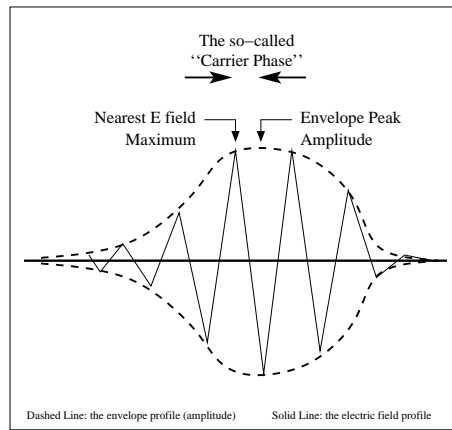 The so−called
‘‘Carrier Phase’’
Nearest E field
Maximum
Envelope Peak
Amplitude
Dashed Line: the envelope profile (amplitude)
Solid Line: the electric field profile